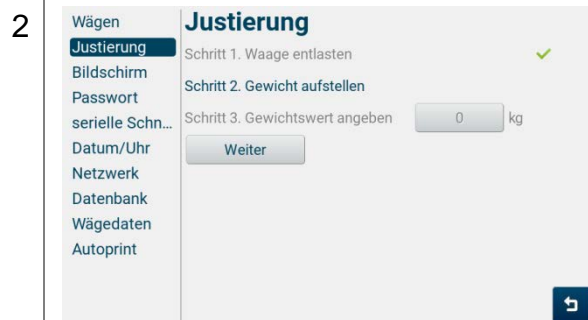 2
Wägen
Justierung
Bildschirm
Passwort
serielle Schn...
Datum/Uhr
Netzwerk
Datenbank
Wägedaten
Autoprint
Justierung
Schritt 1. Waage entlasten
Schritt 2. Gewicht aufstellen
Schritt 3. Gewichtswert angeben 0 kg
Weiter